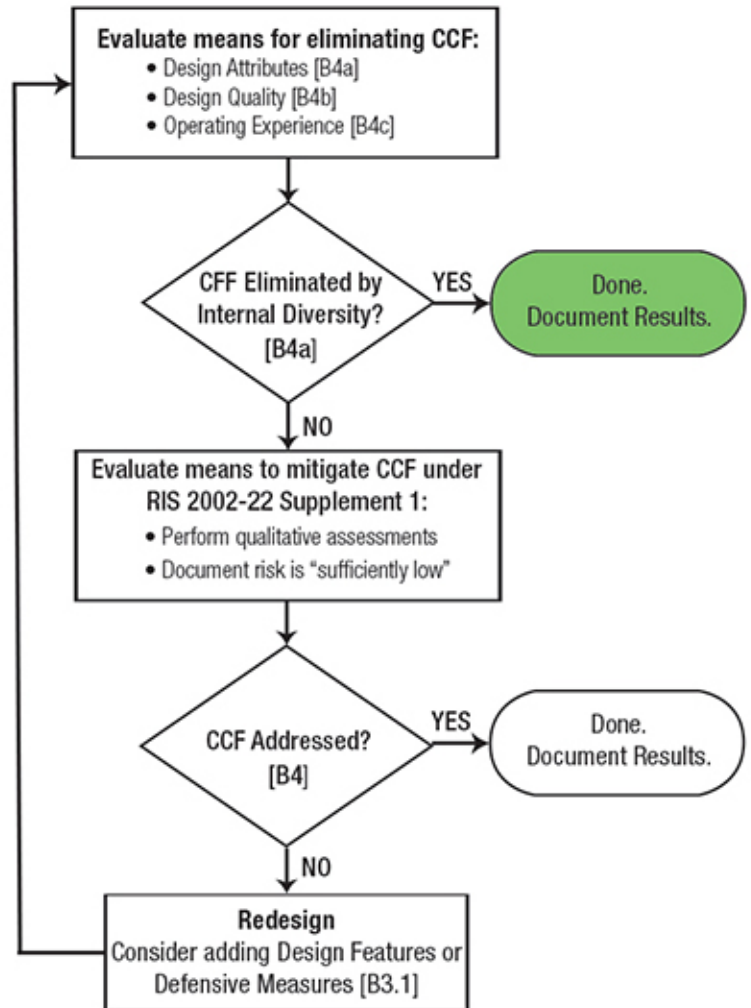 Evaluate means for eliminating CCF:
• Design Attributes [B4a]
• Design Quality [B4b]
• Operating Experience [B4c]
CFF Eliminated by
Internal Diversity?
[B4a]
YES
Done.
Document Results.
NO
Evaluate means to mitigate CCF under
RIS 2002-22 Supplement 1:
• Perform qualitative assessments
• Document risk is “sufficiently low”
CCF Addressed?
[B4]
YES
Done.
Document Results.
NO
Redesign
Consider adding Design Features or
Defensive Measures [B3.1]